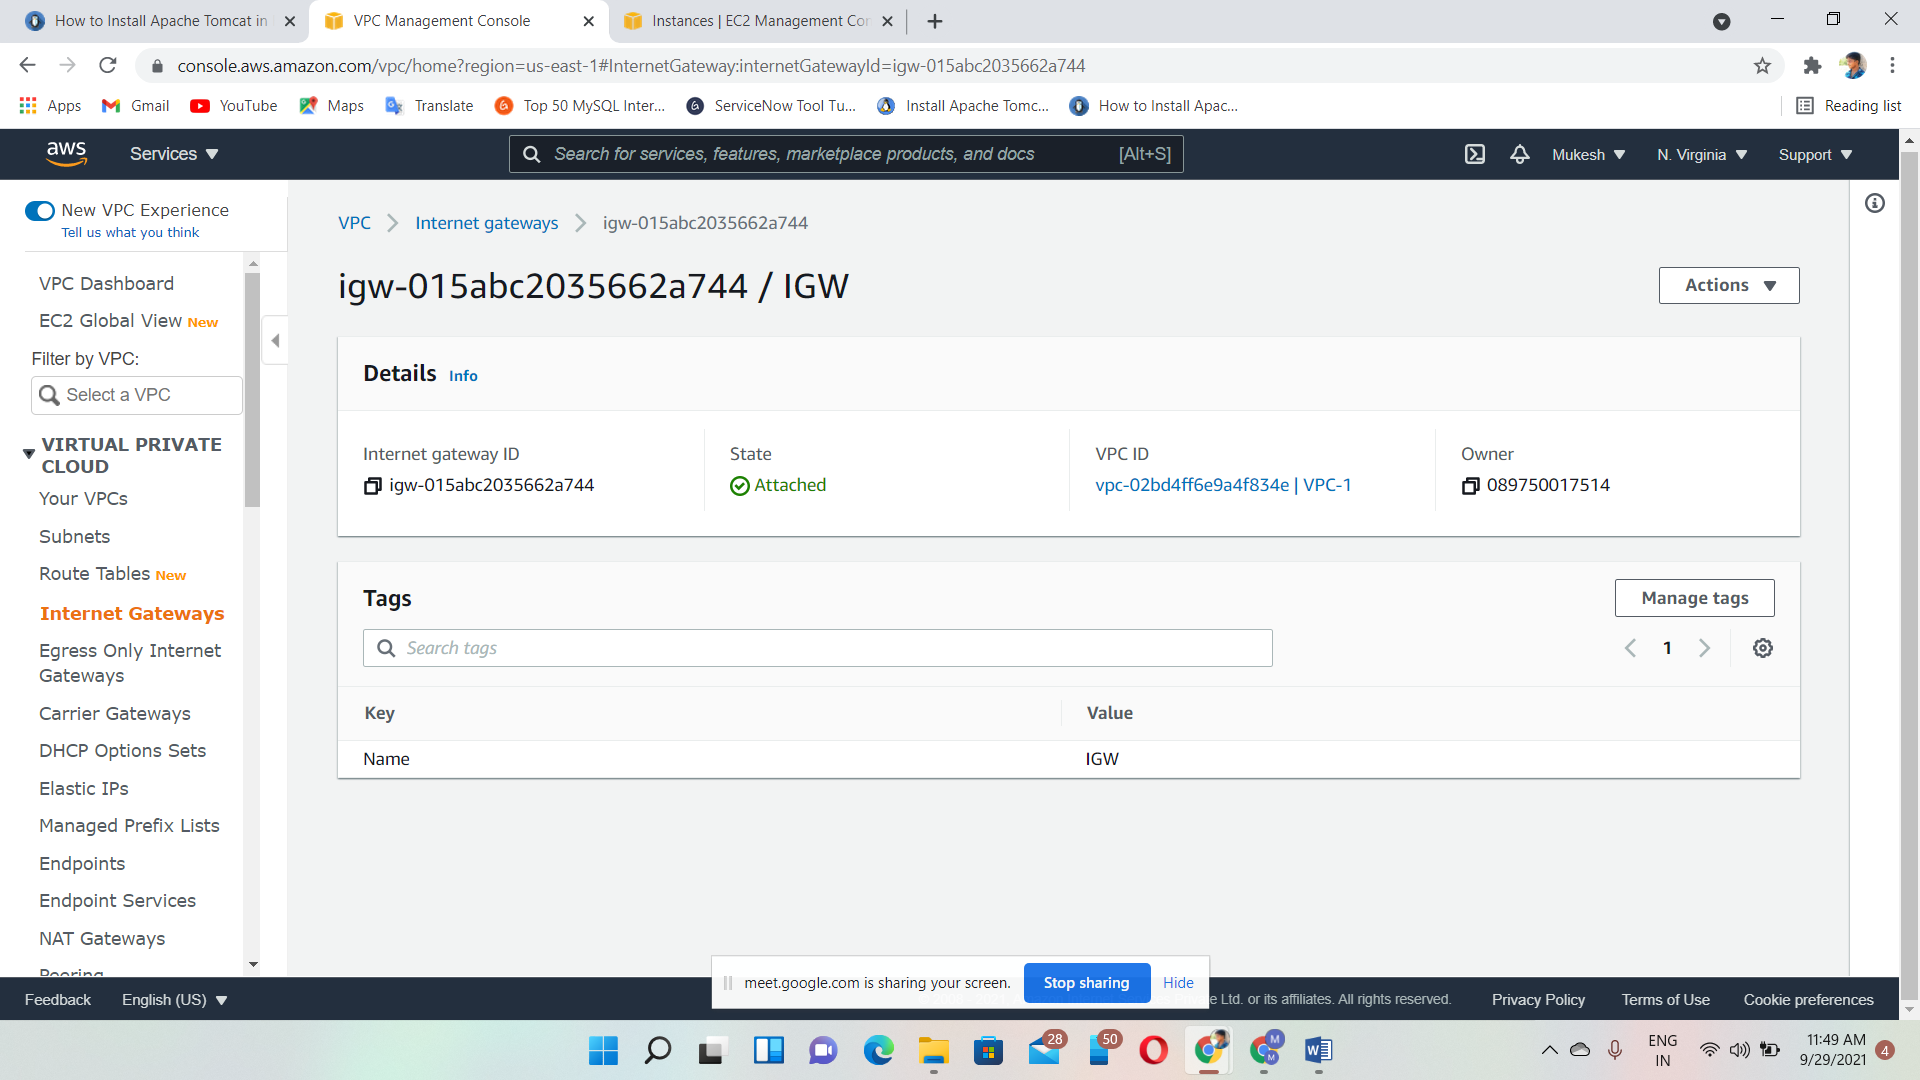 How to Install Apache Tomcat in
VPC Management Console
Instances | EC2 Management Con
console.aws.amazon.com/vpc/home?region=us-east-1#InternetGateway:internetGatewayId=igw-015abc2035662a744
Apps
Gmail
YouTube
Maps
Translate
Top 50 MySQL Inter...
ServiceNow Tool Tu...
Install Apache Tomc...
How to Install Apac...
Reading list
aws
Services
Search for services, features, marketplace products, and docs
[Alt+S]
Mukesh
N. Virginia
Support
New VPC Experience
Tell us what you think
VPC Dashboard
EC2 Global View New
Filter by VPC:
Select a VPC
VIRTUAL PRIVATE
CLOUD
Your VPCs
Subnets
Route Tables New
Internet Gateways
Egress Only Internet
Gateways
Carrier Gateways
DHCP Options Sets
Elastic IPs
Managed Prefix Lists
Endpoints
Endpoint Services
NAT Gateways
Peering
VPC
Internet gateways
igw-015abc2035662a744
igw-015abc2035662a744 / IGW
Actions
Details Info
Internet gateway ID
igw-015abc2035662a744
State
Attached
VPC ID
vpc-02bd4ff6e9a4f834e | VPC-1
Owner
089750017514
Tags
Manage tags
Search tags
1
Key
Value
Name
IGW
meet.google.com is sharing your screen.
Stop sharing
Hide
Feedback
English (US)
Ltd. or its affiliates. All rights reserved.
Privacy Policy
Terms of Use
Cookie preferences
28
50
M
M
ENG
IN
11:49 AM
9/29/2021
4